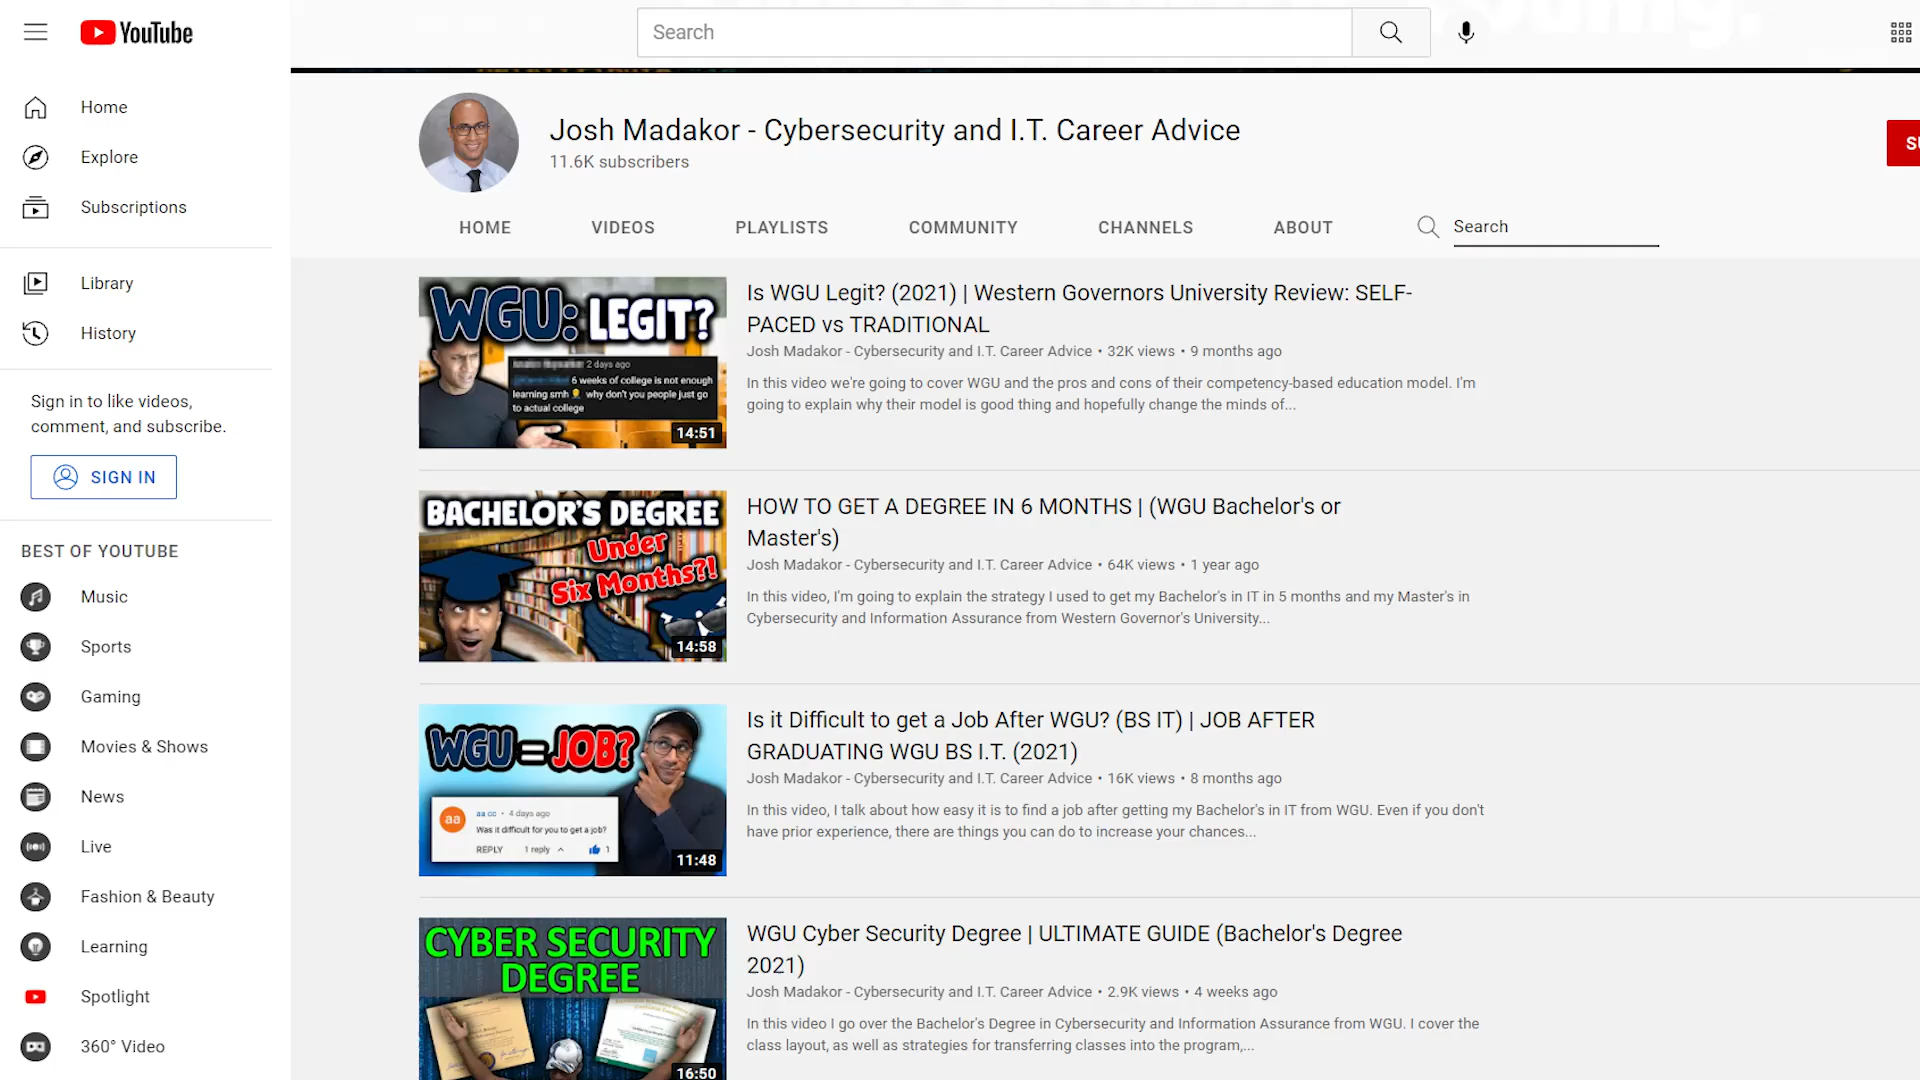 YouTube
Search
Home
Explore
Subscriptions
Library
History
Sign in to like videos,
comment, and subscribe.
SIGN IN
BEST OF YOUTUBE
Music
Sports
Gaming
Movies & Shows
News
Live
Fashion & Beauty
Learning
Spotlight
360° Video
Josh Madakor - Cybersecurity and I.T. Career Advice
11.6K subscribers
HOME VIDEOS PLAYLISTS COMMUNITY CHANNELS ABOUT Search
WGU: LEGIT?
2 days ago
6 weeks of college is not enough
learning smh why don't you people just go
to actual college
14:51
Is WGU Legit? (2021) | Western Governors University Review: SELF-
PACED vs TRADITIONAL
Josh Madakor - Cybersecurity and I.T. Career Advice • 32K views • 9 months ago
In this video we're going to cover WGU and the pros and cons of their competency-based education model. I'm
going to explain why their model is good thing and hopefully change the minds of...
BACHELOR'S DEGREE
Under
Six Months?!
14:58
HOW TO GET A DEGREE IN 6 MONTHS | (WGU Bachelor's or
Master's)
Josh Madakor - Cybersecurity and I.T. Career Advice • 64K views • 1 year ago
In this video, I'm going to explain the strategy I used to get my Bachelor's in IT in 5 months and my Master's in
Cybersecurity and Information Assurance from Western Governor's University...
WGU = JOB?
aa
aa cc • 4 days ago
Was it difficult for you to get a job?
REPLY 1 reply 1
11:48
Is it Difficult to get a Job After WGU? (BS IT) | JOB AFTER
GRADUATING WGU BS I.T. (2021)
Josh Madakor - Cybersecurity and I.T. Career Advice • 16K views • 8 months ago
In this video, I talk about how easy it is to find a job after getting my Bachelor's in IT from WGU. Even if you don't
have prior experience, there are things you can do to increase your chances...
CYBER SECURITY
DEGREE
16:50
WGU Cyber Security Degree | ULTIMATE GUIDE (Bachelor's Degree
2021)
Josh Madakor - Cybersecurity and I.T. Career Advice • 2.9K views • 4 weeks ago
In this video I go over the Bachelor's Degree in Cybersecurity and Information Assurance from WGU. I cover the
class layout, as well as strategies for transferring classes into the program,...